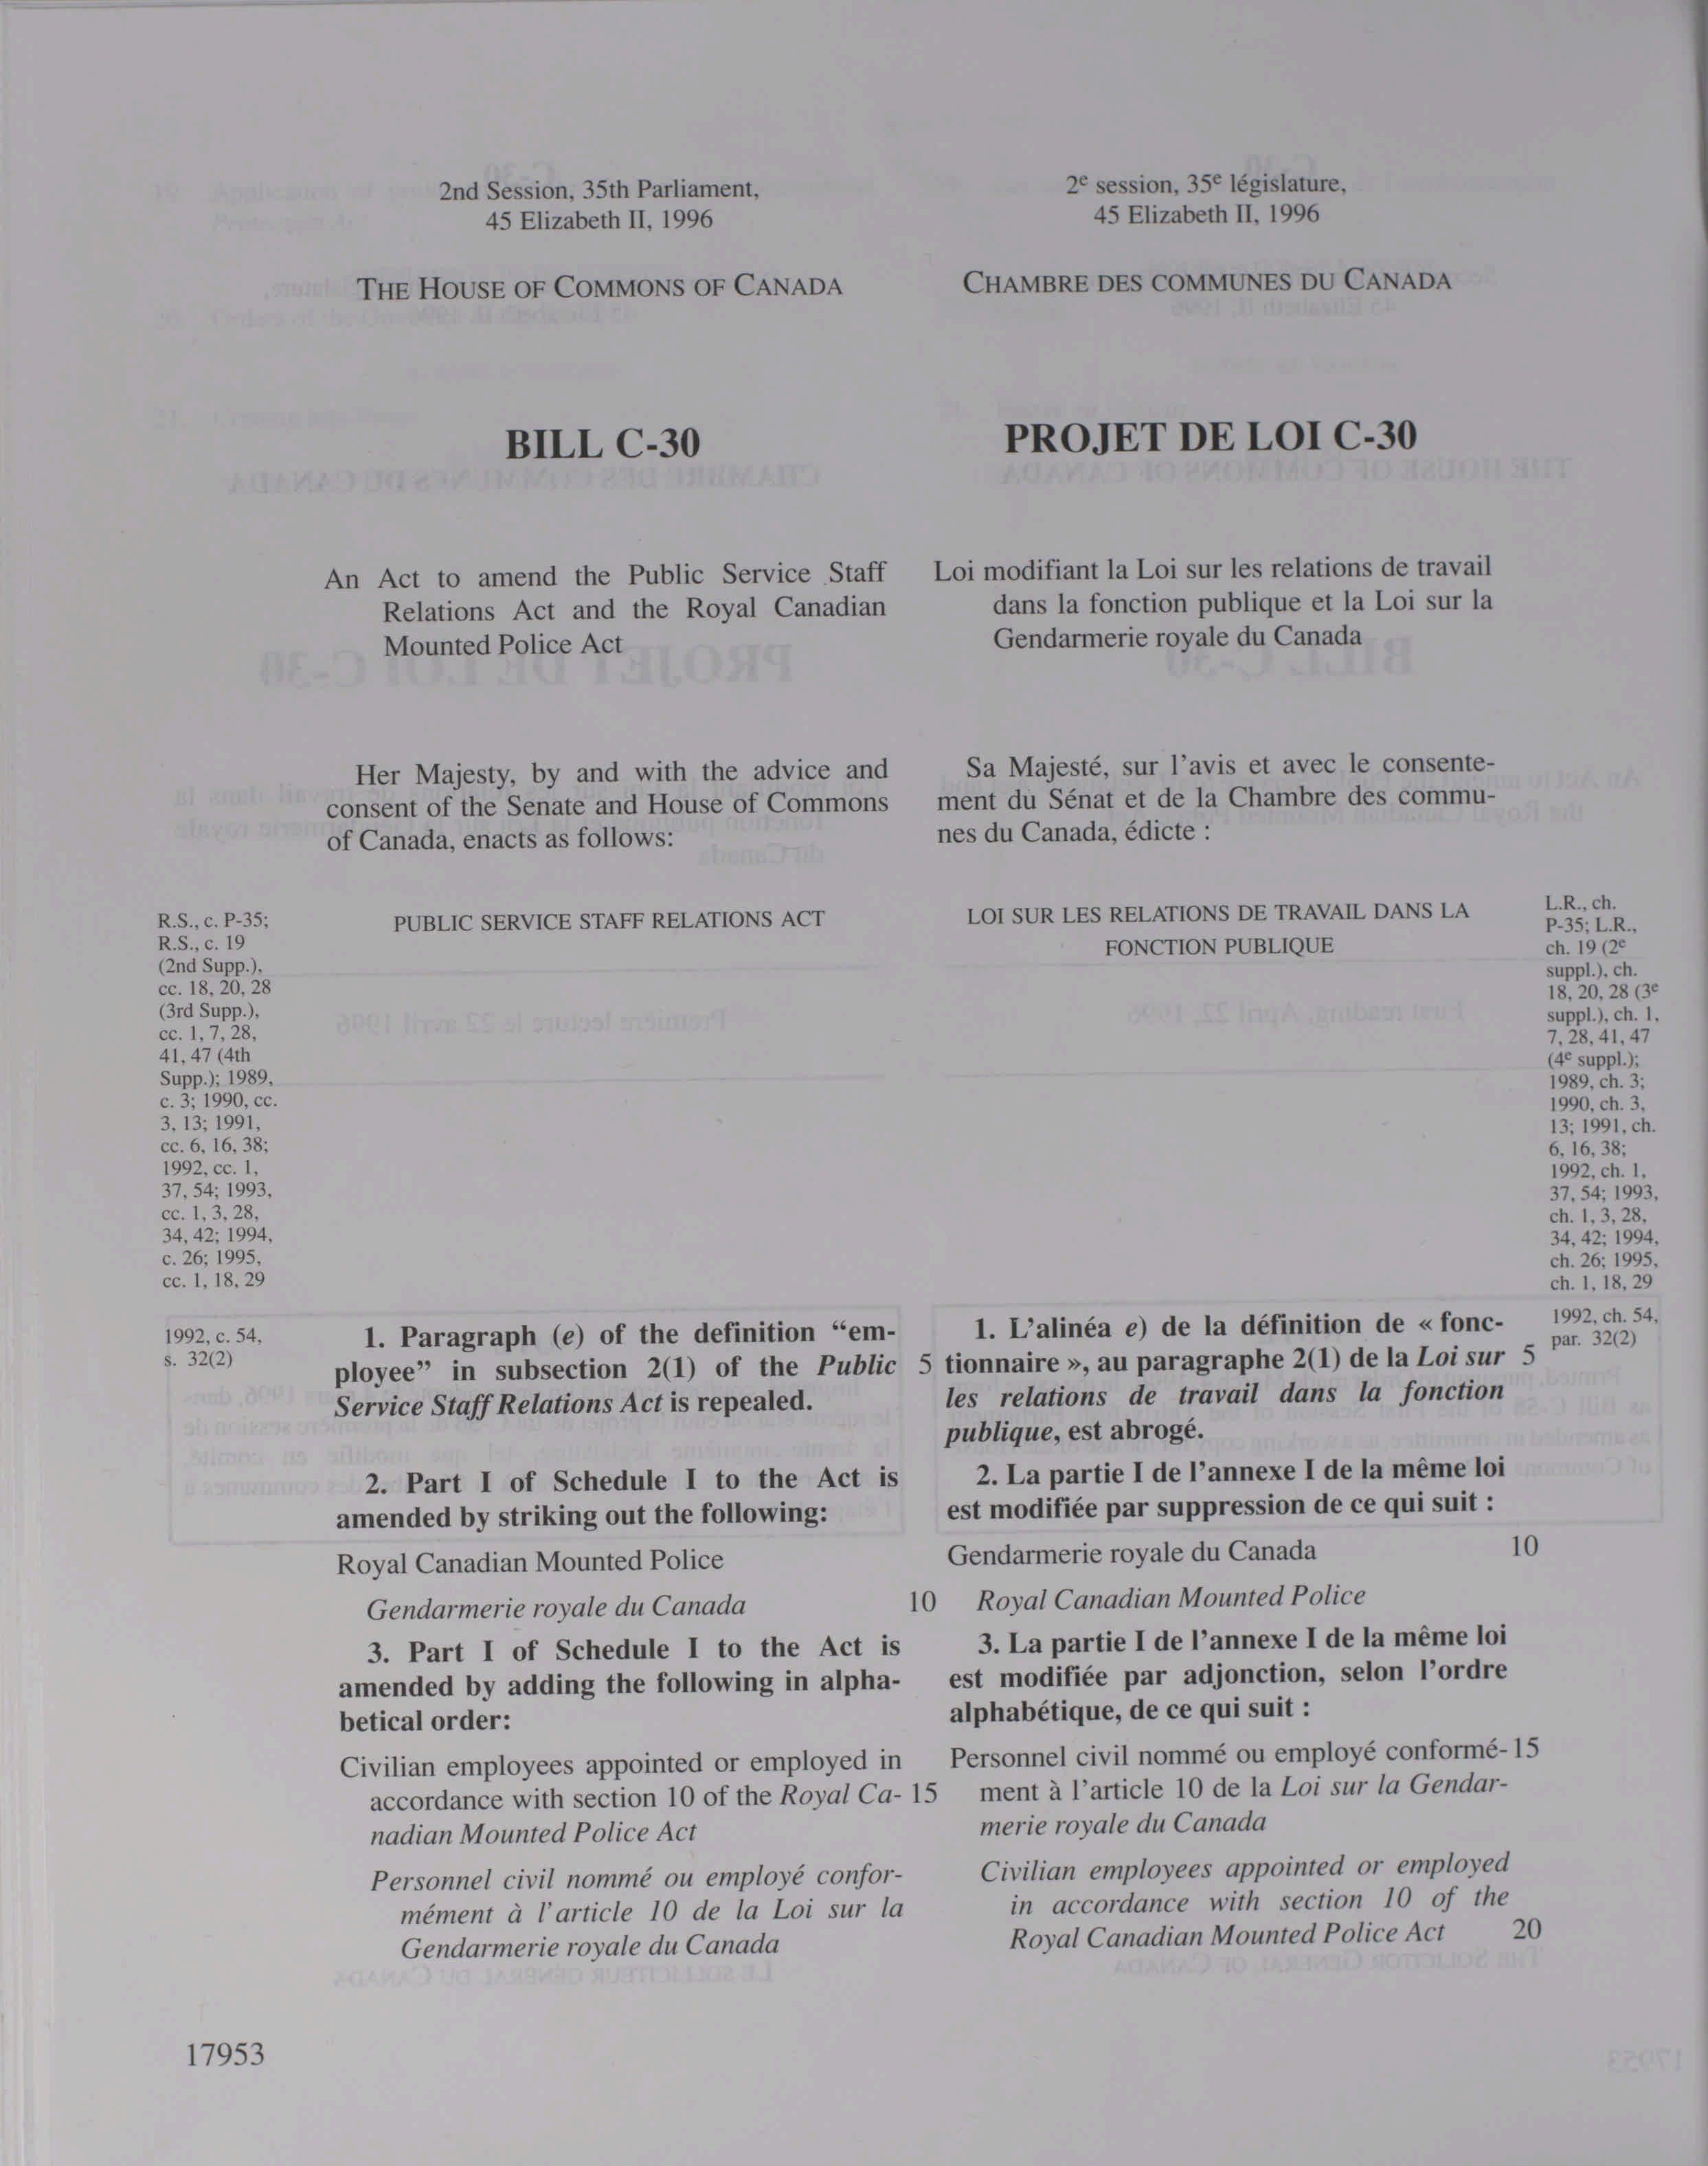 2nd Session, 35th Parliament,
45 Elizabeth II, 1996
THE HOUSE OF COMMONS OF CANADA
BILL C-30
An Act to amend the Public Service Staff
Relations Act and the Royal Canadian
Mounted Police Act
Her Majesty, by and with the advice and
consent of the Senate and House of Commons
of Canada, enacts as follows:
R.S., c. P-35;
R.S., c. 19
(2nd Supp.),
cc. 18, 20, 28
(3rd Supp.),
cc. 1, 7, 28,
41, 47 (4th
Supp.); 1989,
c. 3; 1990, cc.
3, 13; 1991,
cc. 6, 16, 38;
1992, cc. 1,
37, 54; 1993,
cc. 1, 3, 28,
34, 42; 1994,
c. 26; 1995,
cc. 1, 18, 29
PUBLIC SERVICE STAFF RELATIONS ACT
1992, c. 54,
s. 32(2)
1. Paragraph (e) of the definition “em-
ployee” in subsection 2(1) of the Public 5
Service Staff Relations Act is repealed.
2. Part I of Schedule I to the Act is
amended by striking out the following:
Royal Canadian Mounted Police
Gendarmerie royale du Canada 10
3. Part I of Schedule I to the Act is
amended by adding the following in alpha-
betical order:
Civilian employees appointed or employed in
accordance with section 10 of the Royal Ca- 15
nadian Mounted Police Act
Personnel civil nommé ou employé confor-
mément à l’article 10 de la Loi sur la
Gendarmerie royale du Canada
2e session, 35e législature,
45 Elizabeth II, 1996
CHAMBRE DES COMMUNES DU CANADA
PROJET DE LOI C-30
Loi modifiant la Loi sur les relations de travail
dans la fonction publique et la Loi sur la
Gendarmerie royale du Canada
Sa Majesté, sur l’avis et avec le consente-
ment du Sénat et de la Chambre des commu-
nes du Canada, édicte :
LOI SUR LES RELATIONS DE TRAVAIL DANS LA
FONCTION PUBLIQUE
L.R., ch.
P-35; L.R.,
ch. 19 (2e
suppl.), ch.
18, 20, 28 (3e
suppl.), ch. 1,
7, 28, 41, 47
(4e suppl.);
1989, ch. 3;
1990, ch. 3,
13; 1991, ch.
6, 16, 38;
1992, ch. 1,
37, 54; 1993,
ch. 1, 3, 28,
34, 42; 1994,
ch. 26; 1995,
ch. 1, 18, 29
1. L’alinéa e) de la définition de « fonc-
tionnaire », au paragraphe 2(1) de la Loi sur 5
les relations de travail dans la fonction
publique, est abrogé.
1992, ch. 54,
par. 32(2)
2. La partie I de l’annexe I de la même loi
est modifiée par suppression de ce qui suit :
Gendarmerie royale du Canada 10
Royal Canadian Mounted Police
3. La partie I de l’annexe I de la même loi
est modifiée par adjonction, selon l’ordre
alphabétique, de ce qui suit :
Personnel civil nommé ou employé conformé- 15
ment à l’article 10 de la Loi sur la Gendar-
merie royale du Canada
Civilian employees appointed or employed
in accordance with section 10 of the
Royal Canadian Mounted Police Act 20
17953